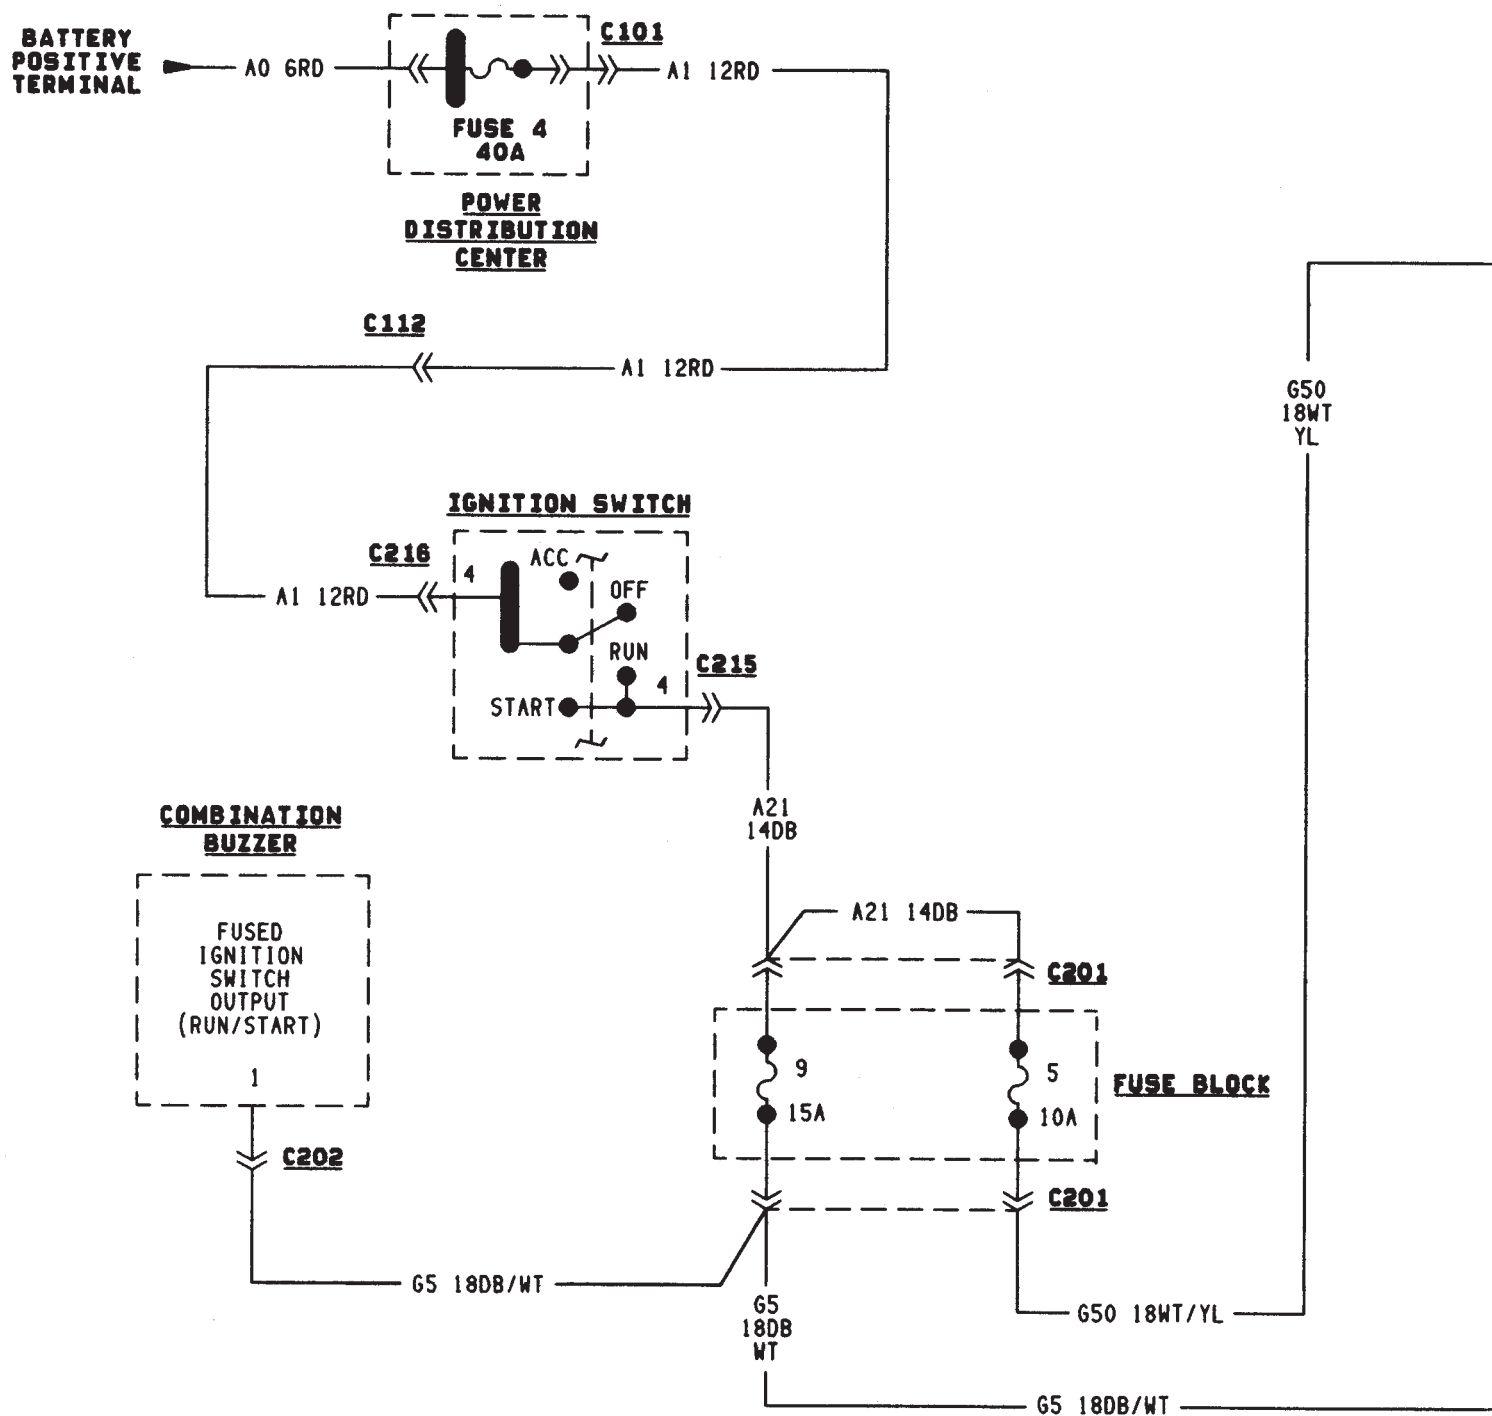 BATTERY
POSITIVE
TERMINAL
A0 6RD
C101
A1 12RD
FUSE 4
40A
POWER
DISTRIBUTION
CENTER
C112
A1 12RD
G50
18WT
YL
IGNITION SWITCH
C216
4
ACC
OFF
A1 12RD
RUN
C215
4
START
A21
14DB
COMBINATION
BUZZER
A21 14DB
FUSED
IGNITION
SWITCH
OUTPUT
(RUN/START)
1
C201
9
15A
5
10A
FUSE BLOCK
C202
C201
G5 18DB/WT
G5
18DB
WT
G50 18WT/YL
G5 18DB/WT